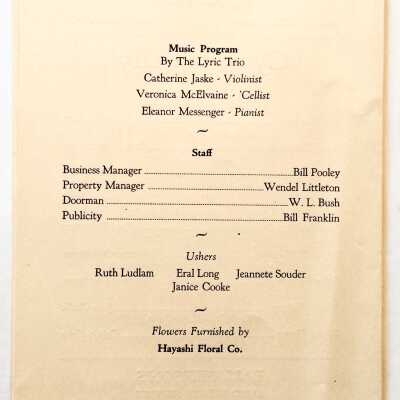 Music Program
By The Lyric Trio
Catherine Jaske - Violinist
Veronica McElvaine - 'Cellist
Eleanor Messenger - Pianist
~
Staff
Business Manager ........ Bill Pooley
Property Manager ........ Wendel Littleton
Doorman ........ W. L. Bush
Publicity ........ Bill Franklin
~
Ushers
Ruth Ludlam Eral Long Jeannete Souder
Janice Cooke
~
Flowers Furnished by
Hayashi Floral Co.